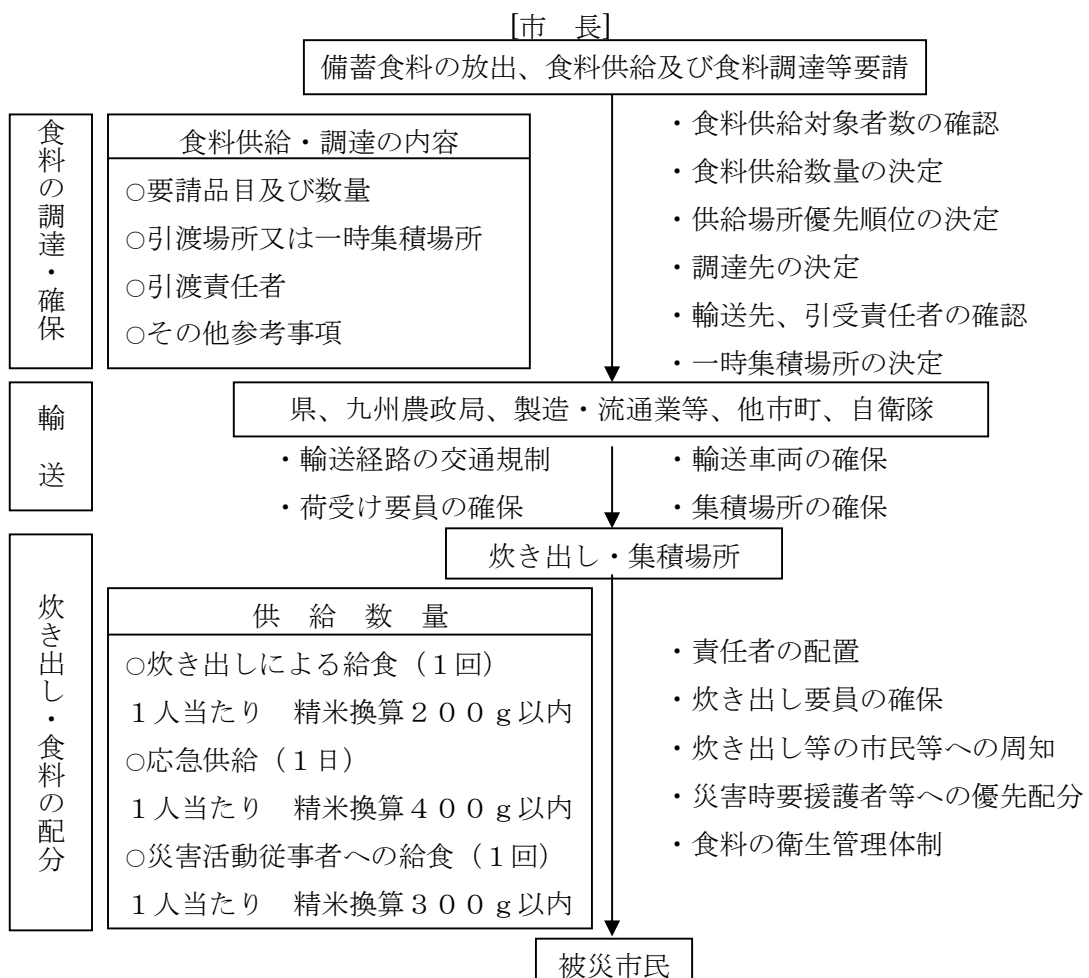 [市　長]
備蓄食料の放出、食料供給及び食料調達等要請
食料の調達・確保
食料供給・調達の内容
○要請品目及び数量
○引渡場所又は一時集積場所
○引渡責任者
○その他参考事項
・食料供給対象者数の確認
・食料供給数量の決定
・供給場所優先順位の決定
・調達先の決定
・輸送先、引受責任者の確認
・一時集積場所の決定
輸送
県、九州農政局、製造・流通業等、他市町、自衛隊
・輸送経路の交通規制
・荷受け要員の確保
・輸送車両の確保
・集積場所の確保
炊き出し・集積場所
炊き出し・食料の配分
供　給　数　量
○炊き出しによる給食（１回）
１人当たり　精米換算２００ｇ以内
○応急供給（１日）
１人当たり　精米換算４００ｇ以内
○災害活動従事者への給食（１回）
１人当たり　精米換算３００ｇ以内
・責任者の配置
・炊き出し要員の確保
・炊き出し等の市民等への周知
・災害時要援護者等への優先配分
・食料の衛生管理体制
被災市民